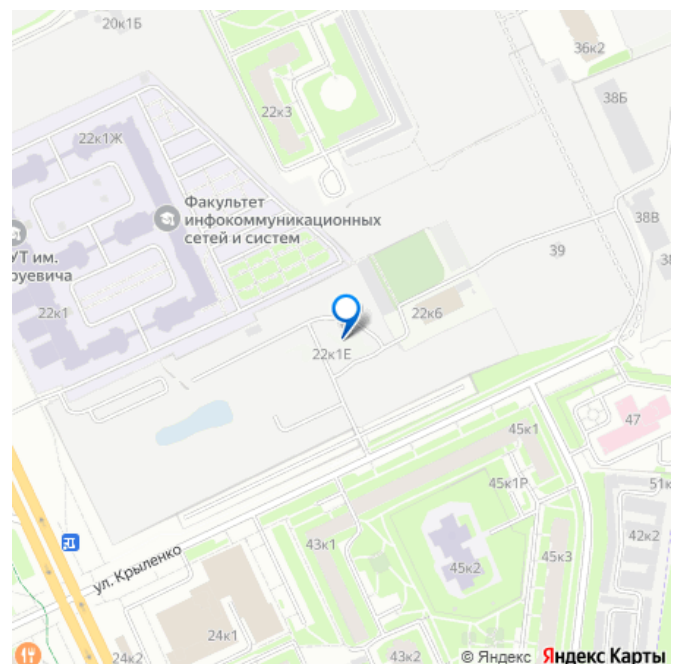 20к1Б
36к2
38Б
22к3
22к1Ж
Факультет
инфокоммуникационных
сетей и систем
УТ им.
руевича
38В
39
22к1
22к6
22к1Е
47
45к1
45к1Р
51к
43к1
42к2
ул. Крыленко
45к2
45к3
24к1
24к2
43к2
© Яндекс Яндекс Карты